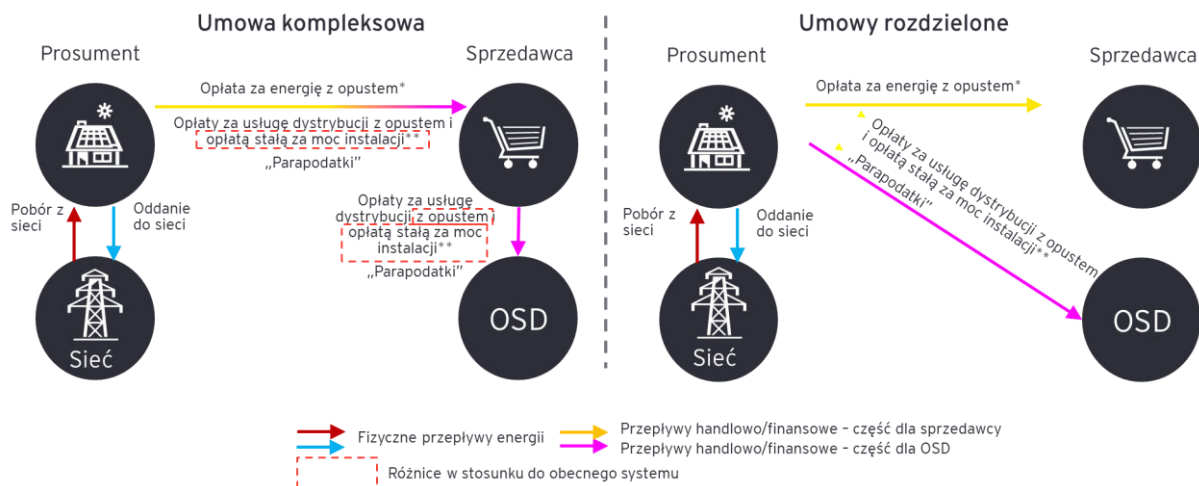 Umowa kompleksowa
Prosument
Sprzedawca
Opłata za energię z opustem*
Opłaty za usługę dystrybucji z opustem i
opłatą stałą za moc instalacji**
„Parapodatki”
Pobór z
sieci
Oddanie
do sieci
Opłaty za usługę
dystrybucji z opustem i
opłatą stałą za moc
instalacji**
„Parapodatki”
Sieć
OSD
Umowy rozdzielone
Prosument
Sprzedawca
Opłata za energię z opustem*
Opłaty za usługę dystrybucji z opustem
i opłatą stałą za moc instalacji**
„Parapodatki”
Pobór z
sieci
Oddanie
do sieci
Sieć
OSD
Fizyczne przepływy energii
Przepływy handlowo/finansowe – część dla sprzedawcy
Przepływy handlowo/finansowe – część dla OSD
Różnice w stosunku do obecnego systemu